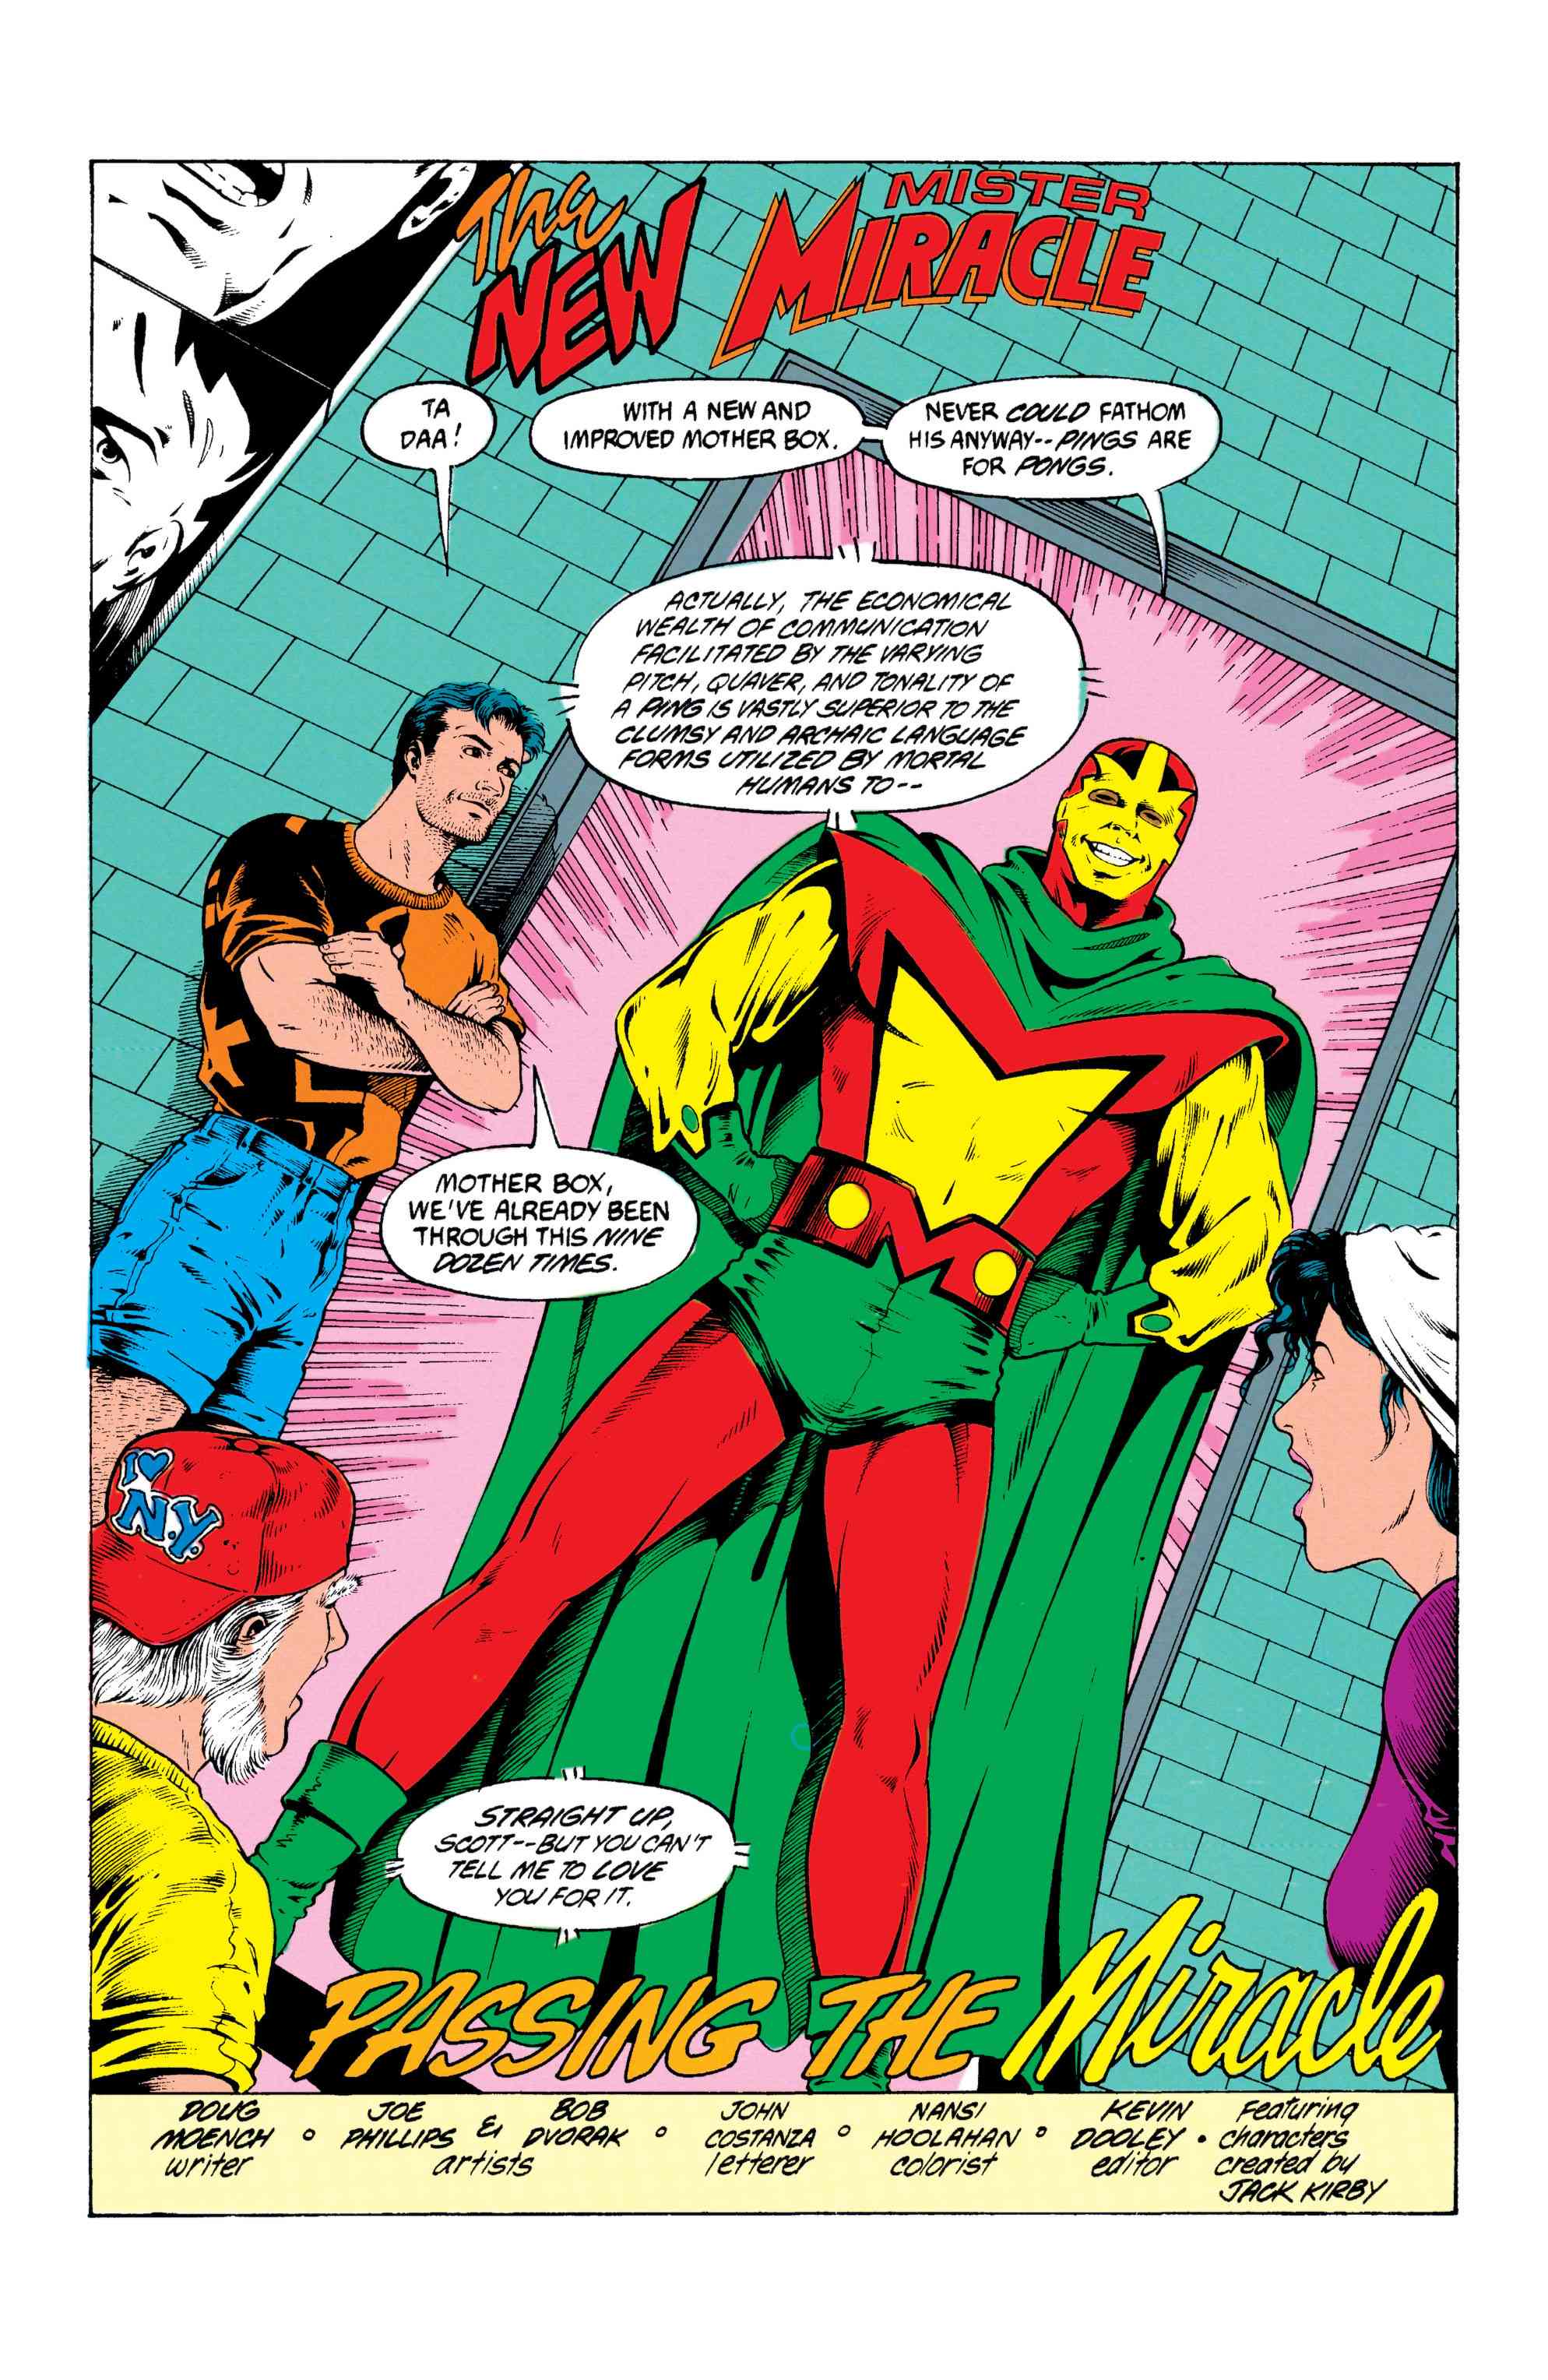 The NEW MISTER MIRACLE
TA
DAA!
WITH A NEW AND
IMPROVED MOTHER BOX.
NEVER COULD FATHOM
HIS ANYWAY-- PINGS ARE
FOR PONGS.
ACTUALLY, THE ECONOMICAL
WEALTH OF COMMUNICATION
FACILITATED BY THE VARYING
PITCH, QUAVER, AND TONALITY OF
A PING IS VASTLY SUPERIOR TO THE
CLUMSY AND ARCHAIC LANGUAGE
FORMS UTILIZED BY MORTAL
HUMANS TO--
MOTHER BOX,
WE'VE ALREADY BEEN
THROUGH THIS NINE
DOZEN TIMES.
I ♥
N.Y.
STRAIGHT UP,
SCOTT--BUT YOU CAN'T
TELL ME TO LOVE
YOU FOR IT.
PASSING THE Miracle
DOUG MOENCH writer
JOE PHILLIPS & BOB DVORAK artists
JOHN COSTANZA letterer
NANSI HOOLAHAN colorist
KEVIN DOOLEY editor
Featuring
characters
created by
JACK KIRBY